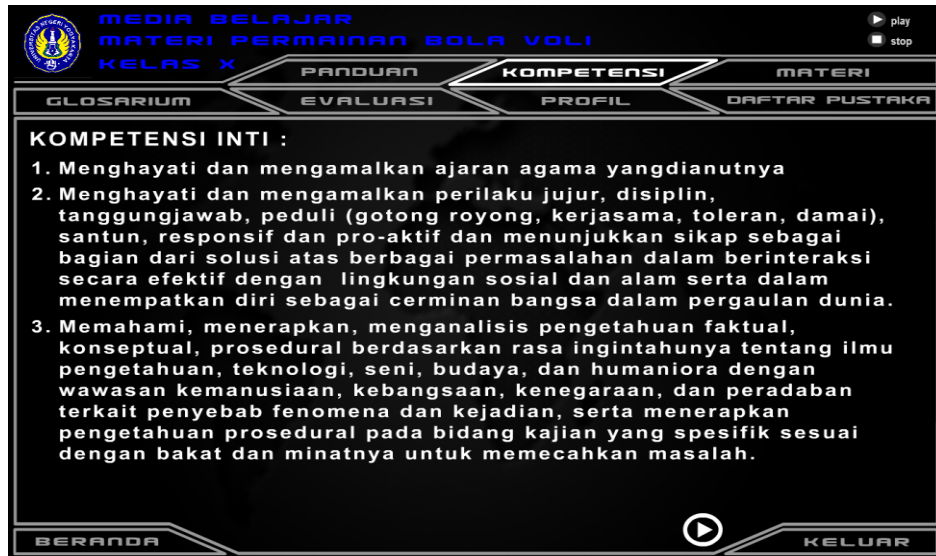 MEDIA BELAJAR
MATERI PERMAINAN BOLA VOLI
KELAS X
play
stop
PANDUAN
KOMPETENSI
MATERI
GLOSARIUM
EVALUASI
PROFIL
DAFTAR PUSTAKA
KOMPETENSI INTI :
1. Menghayati dan mengamalkan ajaran agama yangdianutnya
2. Menghayati dan mengamalkan perilaku jujur, disiplin,
tanggungjawab, peduli (gotong royong, kerjasama, toleran, damai),
santun, responsif dan pro-aktif dan menunjukkan sikap sebagai
bagian dari solusi atas berbagai permasalahan dalam berinteraksi
secara efektif dengan lingkungan sosial dan alam serta dalam
menempatkan diri sebagai cerminan bangsa dalam pergaulan dunia.
3. Memahami, menerapkan, menganalisis pengetahuan faktual,
konseptual, prosedural berdasarkan rasa ingintahunya tentang ilmu
pengetahuan, teknologi, seni, budaya, dan humaniora dengan
wawasan kemanusiaan, kebangsaan, kenegaraan, dan peradaban
terkait penyebab fenomena dan kejadian, serta menerapkan
pengetahuan prosedural pada bidang kajian yang spesifik sesuai
dengan bakat dan minatnya untuk memecahkan masalah.
BERANDA
KELUAR